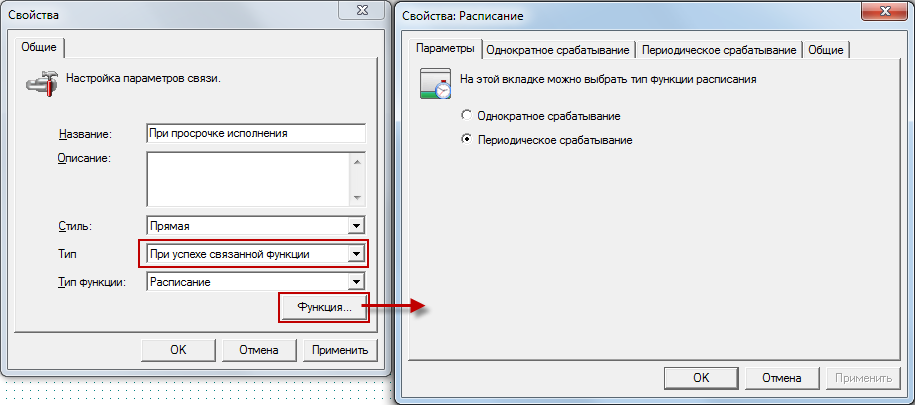 Свойства
Общие
Настройка параметров связи.
Название:
При просрочке исполнения
Описание:
Стиль:
Прямая
Тип
При успехе связанной функции
Тип функции:
Расписание
Функция...
OK
Отмена
Применить
Свойства: Расписание
Параметры
Однократное срабатывание
Периодическое срабатывание
Общие
На этой вкладке можно выбрать тип функции расписания
Однократное срабатывание
Периодическое срабатывание
OK
Отмена
Применить